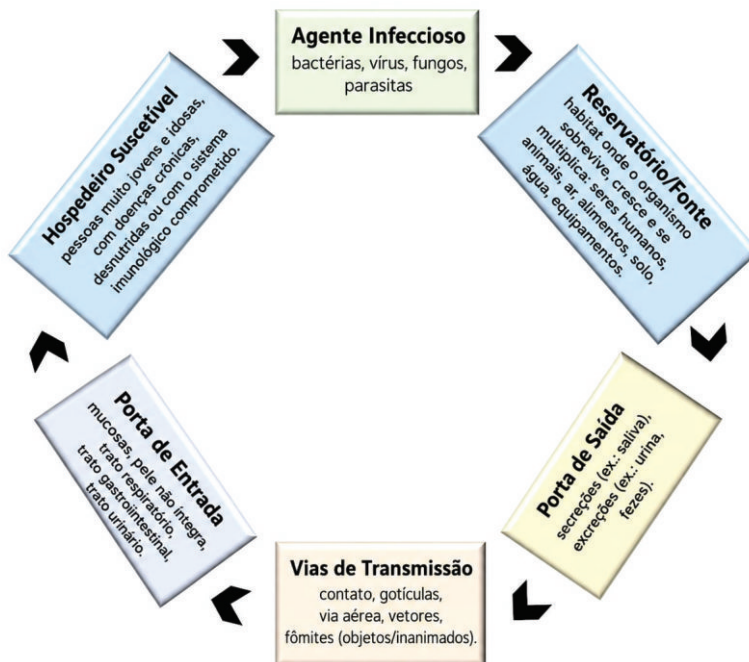 Agente Infeccioso
bactérias, vírus, fungos,
parasitas
Reservatório/Fonte
habitat onde o organismo
sobrevive, cresce e se
multiplica. seres humanos,
animais, ar, alimentos, solo,
água, equipamentos.
Porta de Saída
secreções (ex.: saliva),
excreções (ex.: urina,
fezes).
Vias de Transmissão
contato, gotículas,
via aérea, vetores,
fômites (objetos/inanimados).
Porta de Entrada
mucosas, pele não íntegra,
trato respiratório,
trato gastrointestinal,
trato urinário.
Hospedeiro Suscetível
pessoas muito jovens e idosas,
com doenças crônicas,
desnutridas ou com o sistema
imunológico comprometido.